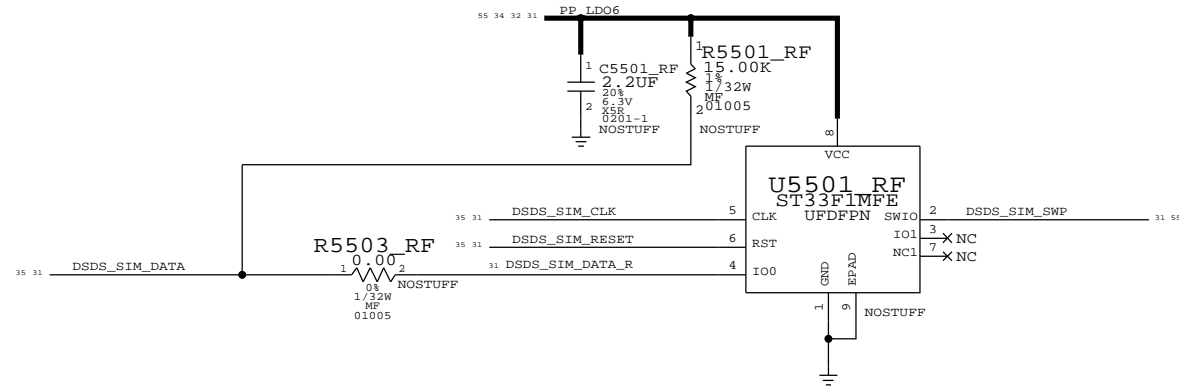 55 34 32 31 PP_LDO6
1 C5501_RF
2.2UF
20%
6.3V
X5R
0201-1
2
NOSTUFF
1 R5501_RF
15.00K
1%
1/32W
MF
01005
2
NOSTUFF
8
VCC
U5501_RF
ST33F1MFE
UFDFPN
35 31 DSDS_SIM_CLK 5 CLK
SWIO 2 DSDS_SIM_SWP 31 55
IO1 3 NC
35 31 DSDS_SIM_RESET 6 RST
NC1 7 NC
R5503_RF
0.00
35 31 DSDS_SIM_DATA 1 2
0%
1/32W
MF
01005
NOSTUFF
31 DSDS_SIM_DATA_R 4 IO0
GND
EPAD
1
9
NOSTUFF